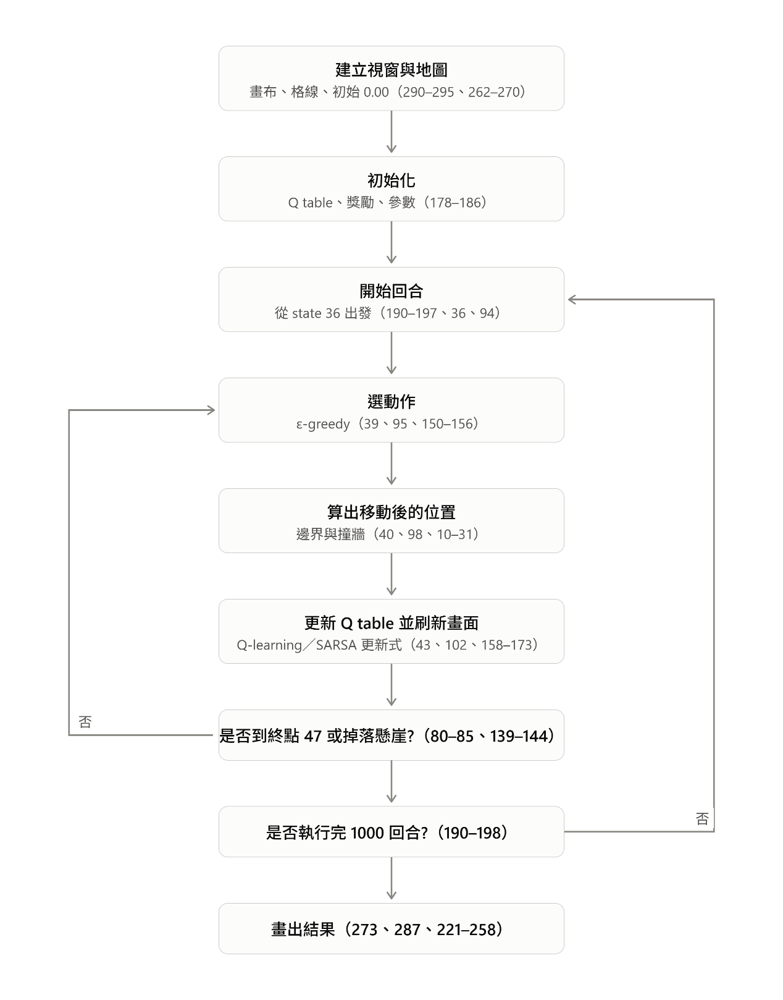 建立視窗與地圖
畫布、格線、初始 0.00（290–295、262–270）
初始化
Q table、獎勵、參數（178–186）
開始回合
從 state 36 出發（190–197、36、94）
選動作
ε-greedy（39、95、150–156）
算出移動後的位置
邊界與撞牆（40、98、10–31）
更新 Q table 並刷新畫面
Q-learning／SARSA 更新式（43、102、158–173）
否
是否到終點 47 或掉落懸崖?（80–85、139–144）
否
是否執行完 1000 回合?（190–198）
畫出結果（273、287、221–258）